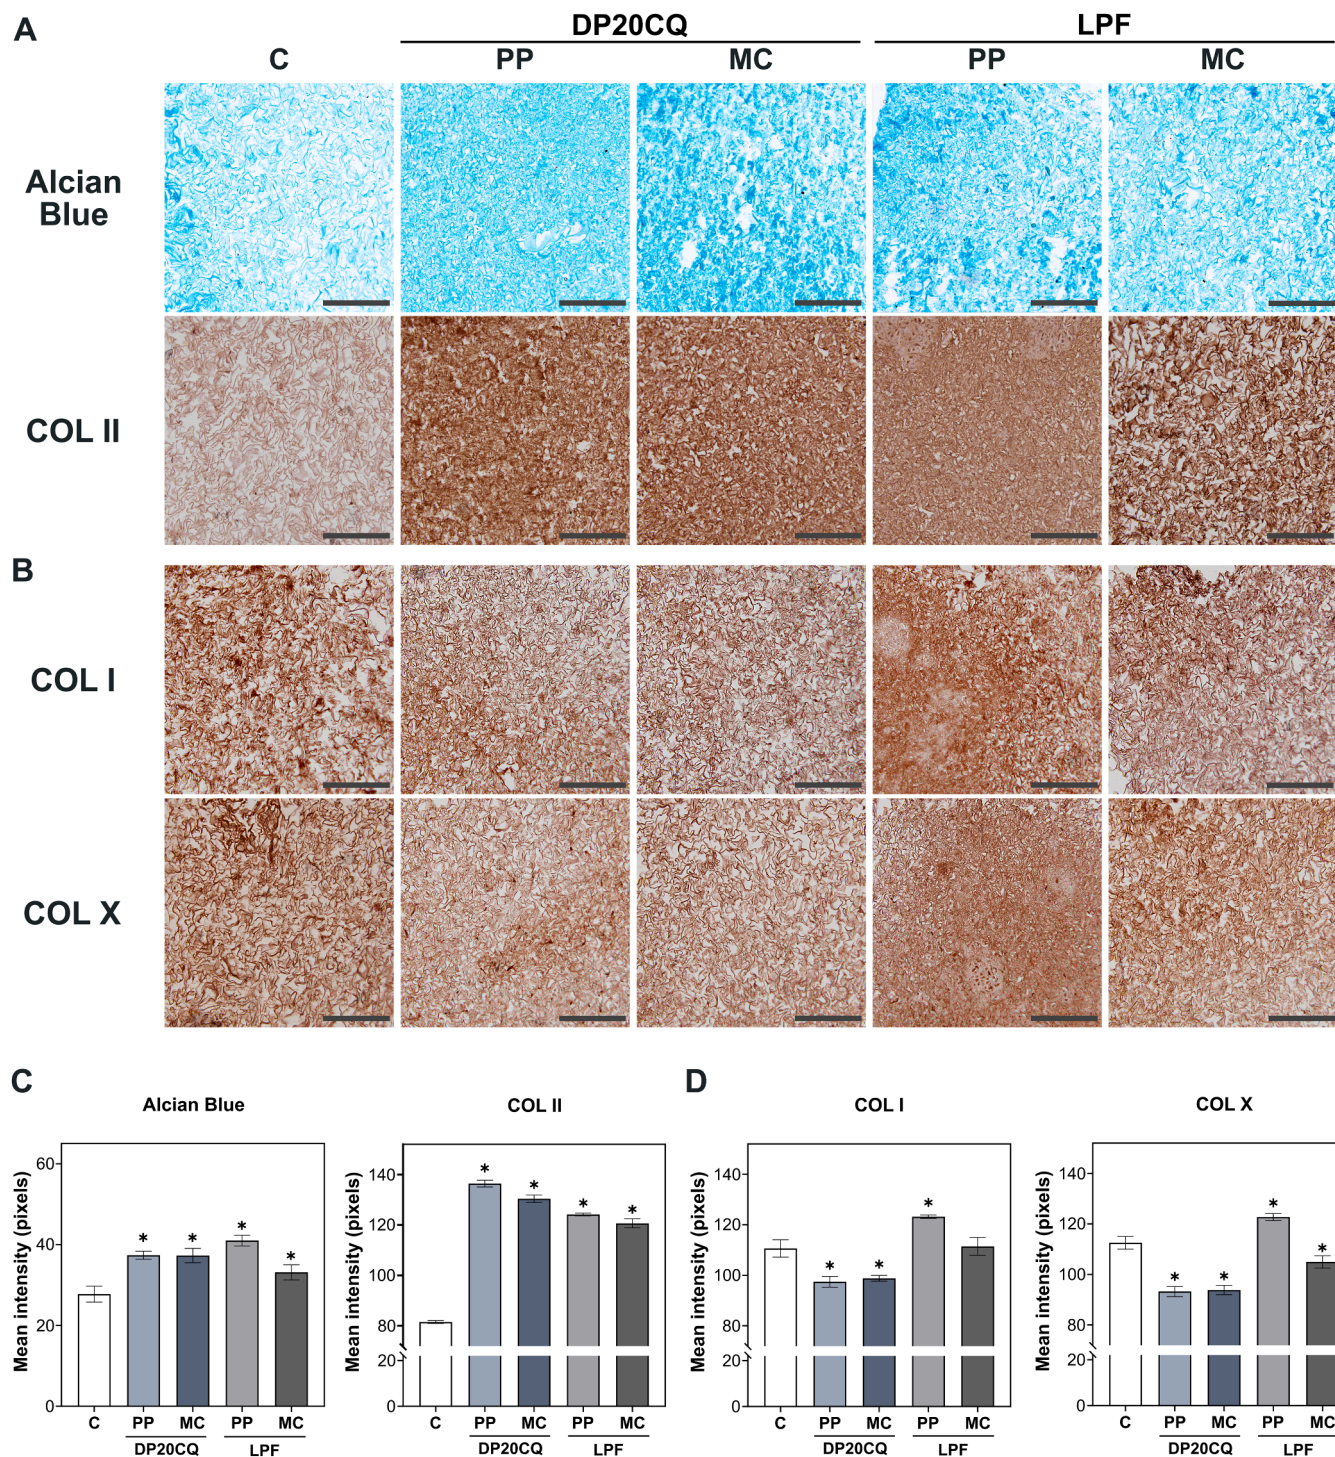 A
DP20CQ LPF
C PP MC PP MC
Alcian
Blue
COL II
B
COL I
COL X
C D
Alcian Blue COL II COL I COL X
Mean intensity (pixels)
60
40
20
0
* * * *
C PP MC PP MC
DP20CQ LPF
Mean intensity (pixels)
140
120
100
80
20
0
* * * *
C PP MC PP MC
DP20CQ LPF
Mean intensity (pixels)
140
120
100
80
20
0
* * *
C PP MC PP MC
DP20CQ LPF
Mean intensity (pixels)
140
120
100
80
20
0
* * * *
C PP MC PP MC
DP20CQ LPF